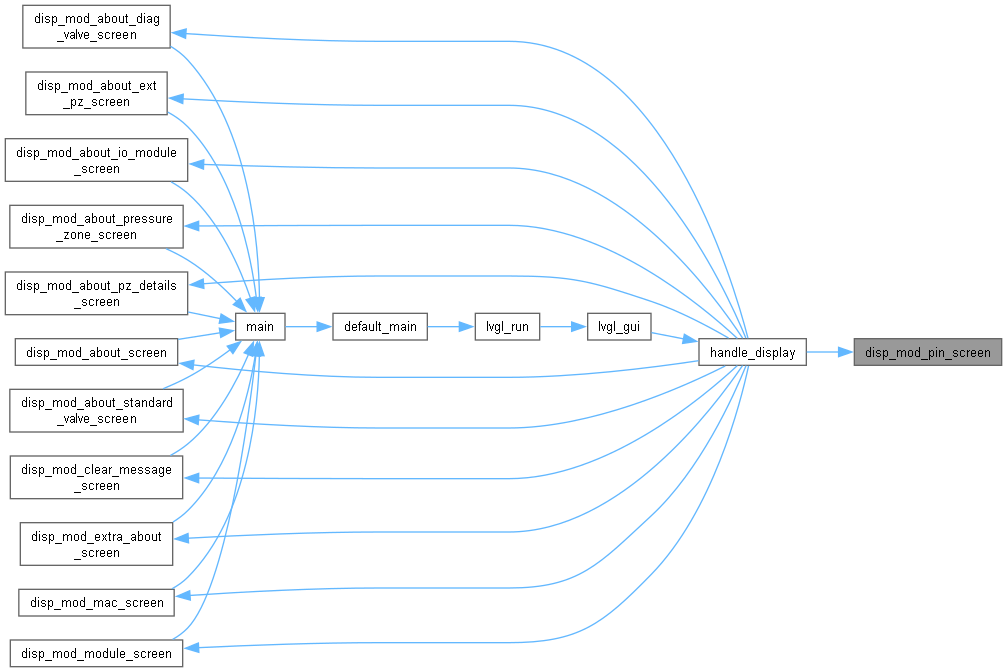 disp_mod_about_diag
_valve_screen
disp_mod_about_ext
_pz_screen
disp_mod_about_io_module
_screen
disp_mod_about_pressure
_zone_screen
disp_mod_about_pz_details
_screen
main
default_main
lvgl_run
lvgl_gui
handle_display
disp_mod_pin_screen
disp_mod_about_screen
disp_mod_about_standard
_valve_screen
disp_mod_clear_message
_screen
disp_mod_extra_about
_screen
disp_mod_mac_screen
disp_mod_module_screen